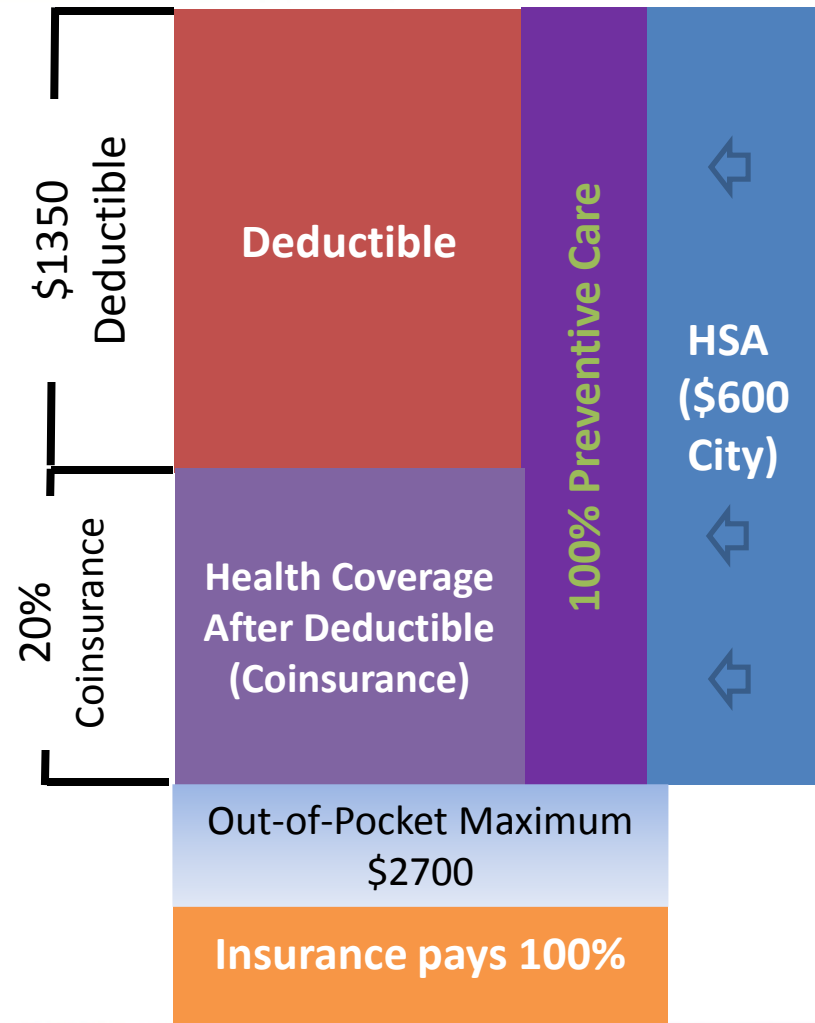 $1350
Deductible
Deductible
100% Preventive Care
HSA
($600
City)
20%
Coinsurance
Health Coverage
After Deductible
(Coinsurance)
Out-of-Pocket Maximum
$2700
Insurance pays 100%